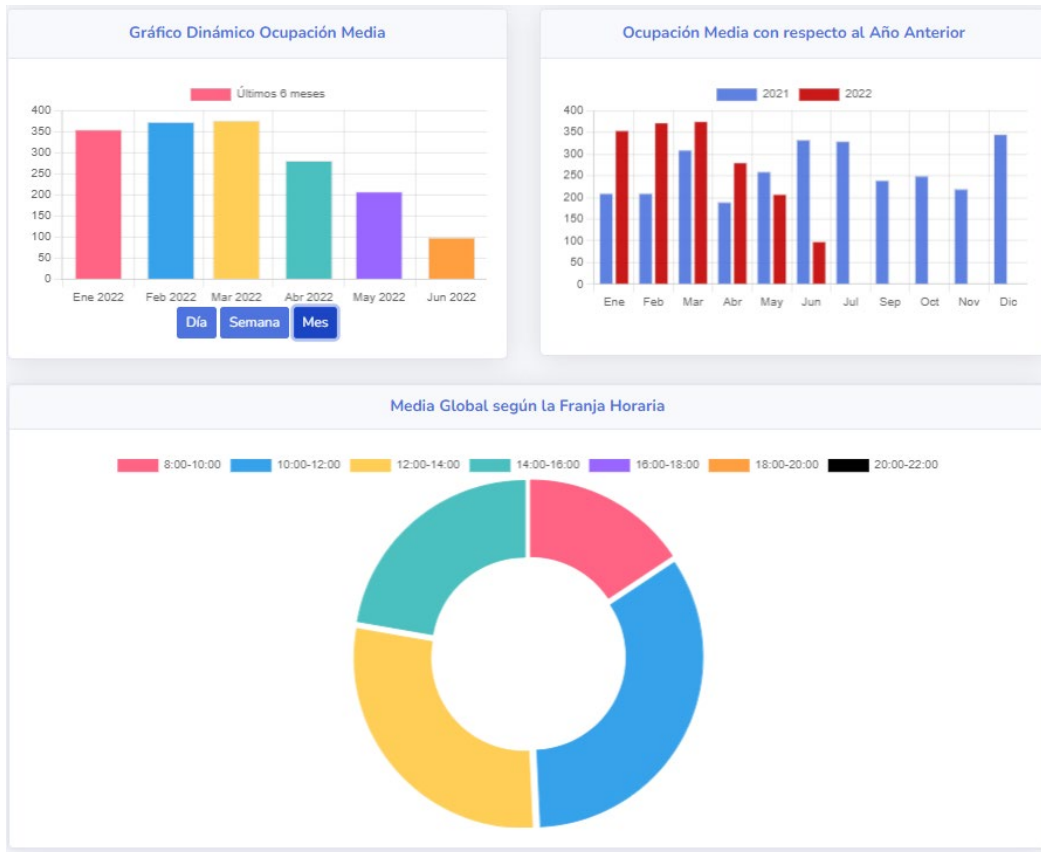 Gráfico Dinámico Ocupación Media
Últimos 6 meses
400
350
300
250
200
150
100
50
0
Ene 2022 Feb 2022 Mar 2022 Abr 2022 May 2022 Jun 2022
Día Semana Mes
Ocupación Media con respecto al Año Anterior
2021 2022
400
350
300
250
200
150
100
50
0
Ene Feb Mar Abr May Jun Jul Sep Oct Nov Dic
Media Global según la Franja Horaria
8:00-10:00 10:00-12:00 12:00-14:00 14:00-16:00 16:00-18:00 18:00-20:00 20:00-22:00